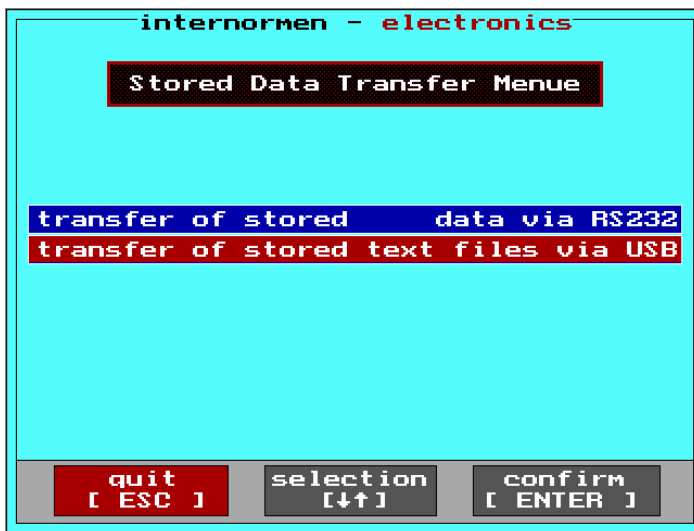 internormen - electronics
Stored Data Transfer Menue
transfer of stored data via RS232
transfer of stored text files via USB
quit selection confirm
[ ESC ] [↓↑] [ ENTER ]